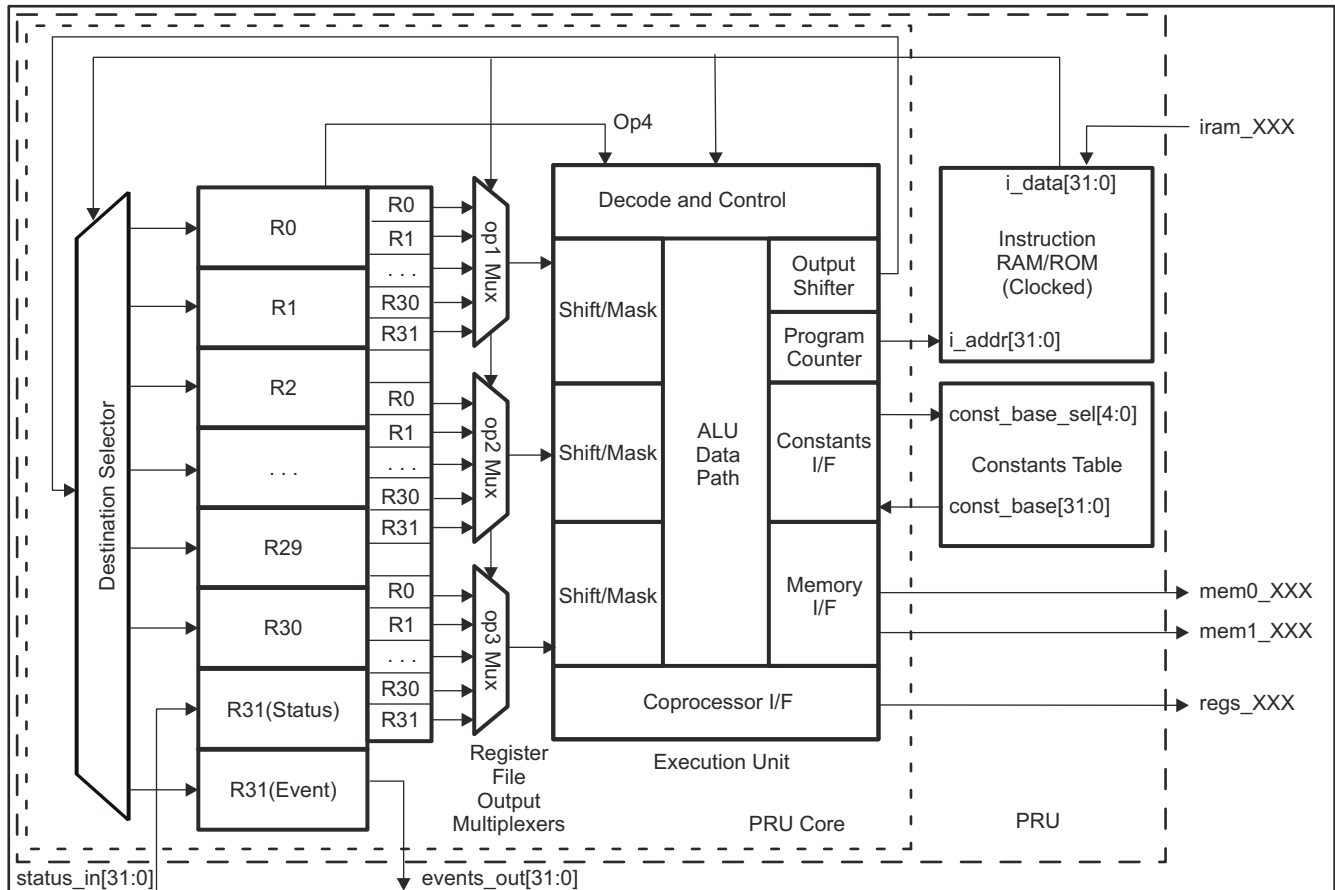 Op4
iram_XXX
Destination Selector
R0
R1
R2
. . .
R29
R30
R31(Status)
R31(Event)
R0
R1
. . .
R30
R31
R0
R1
. . .
R30
R31
R0
R1
. . .
R30
R31
op1 Mux
op2 Mux
op3 Mux
Register
File
Output
Multiplexers
Decode and Control
Shift/Mask
Shift/Mask
Shift/Mask
ALU
Data
Path
Output
Shifter
Program
Counter
Constants
I/F
Memory
I/F
Coprocessor I/F
Execution Unit
PRU Core
i_data[31:0]
Instruction
RAM/ROM
(Clocked)
i_addr[31:0]
const_base_sel[4:0]
Constants Table
const_base[31:0]
PRU
mem0_XXX
mem1_XXX
regs_XXX
status_in[31:0]
events_out[31:0]